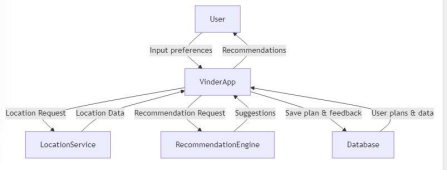 User
Input preferences
Recommendations
VinderApp
Location Request
Location Data
Recommendation Request
Suggestions
Save plan & feedback
User plans & data
LocationService
RecommendationEngine
Database